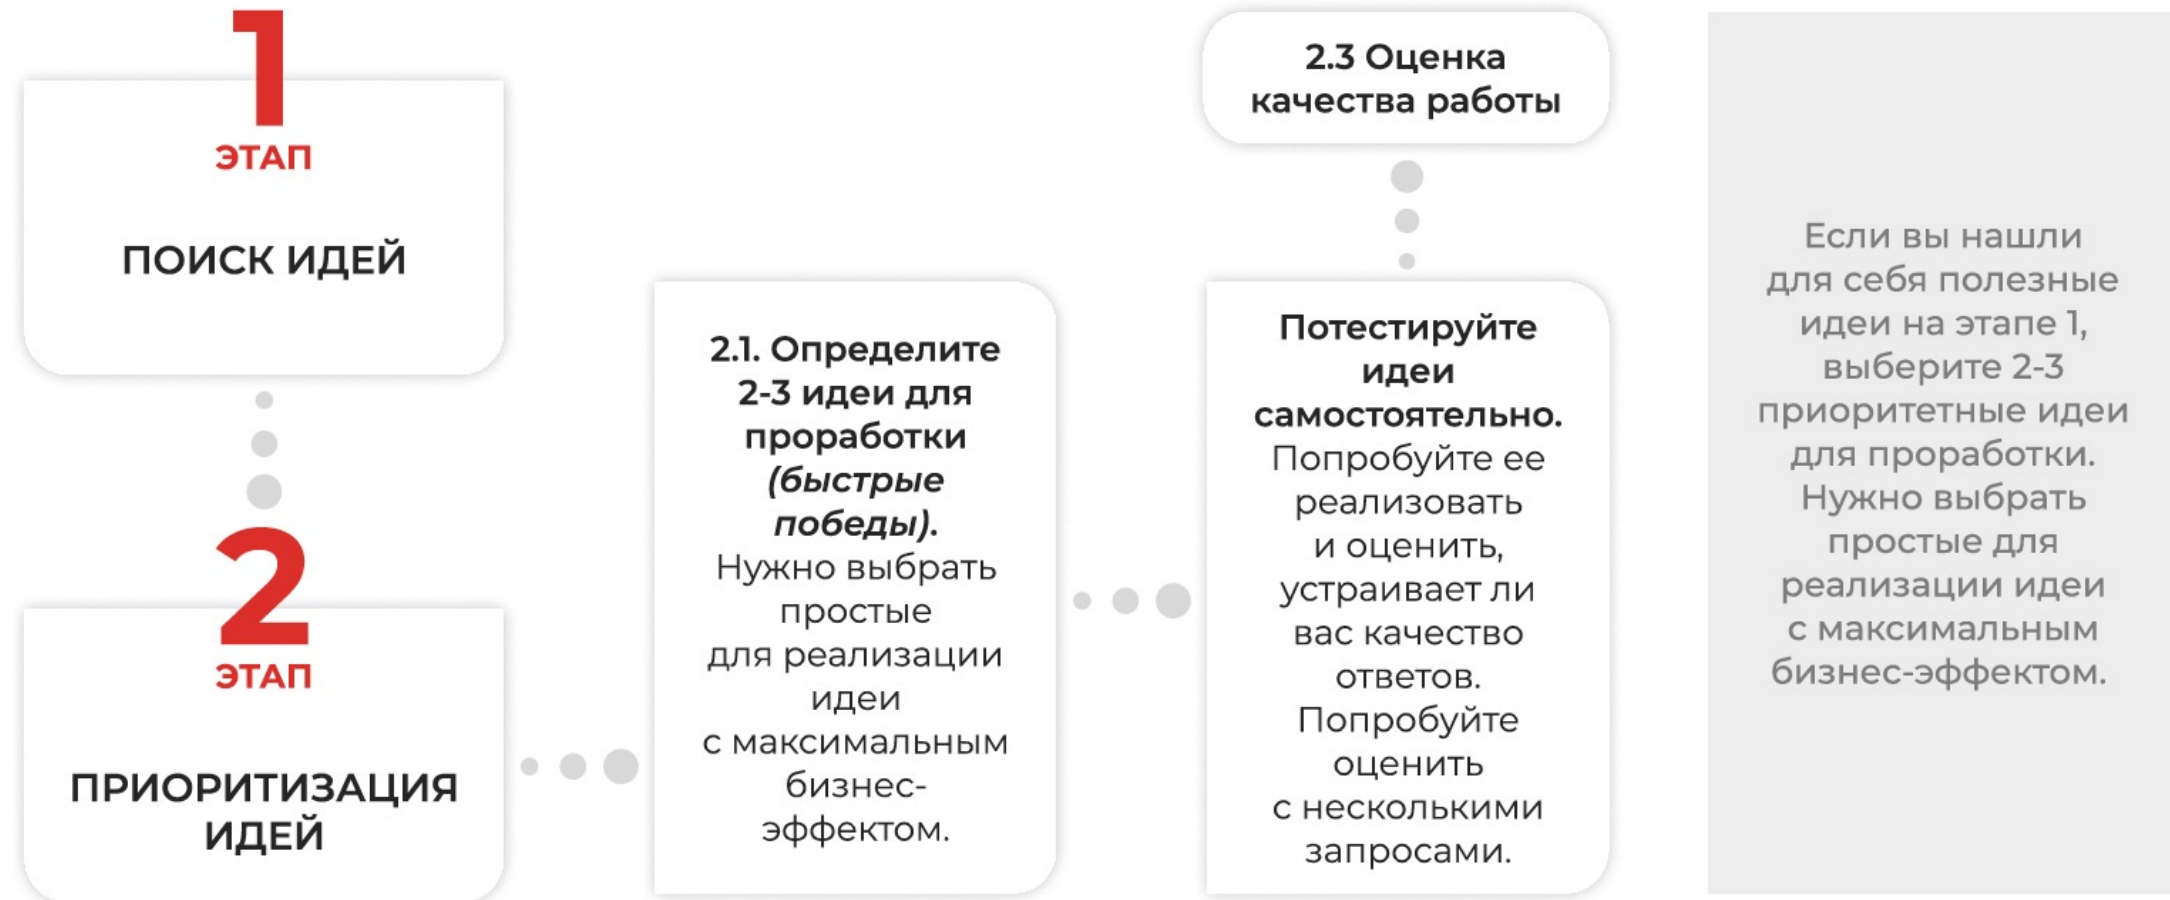 1
ЭТАП
ПОИСК ИДЕЙ
2
ЭТАП
ПРИОРИТИЗАЦИЯ
ИДЕЙ
2.1. Определите
2-3 идеи для
проработки
(быстрые
победы).
Нужно выбрать
простые
для реализации
идеи
с максимальным
бизнес-
эффектом.
2.3 Оценка
качества работы
Потестируйте
идеи
самостоятельно.
Попробуйте ее
реализовать
и оценить,
устраивает ли
вас качество
ответов.
Попробуйте
оценить
с несколькими
запросами.
Если вы нашли
для себя полезные
идеи на этапе 1,
выберите 2-3
приоритетные идеи
для проработки.
Нужно выбрать
простые для
реализации идеи
с максимальным
бизнес-эффектом.